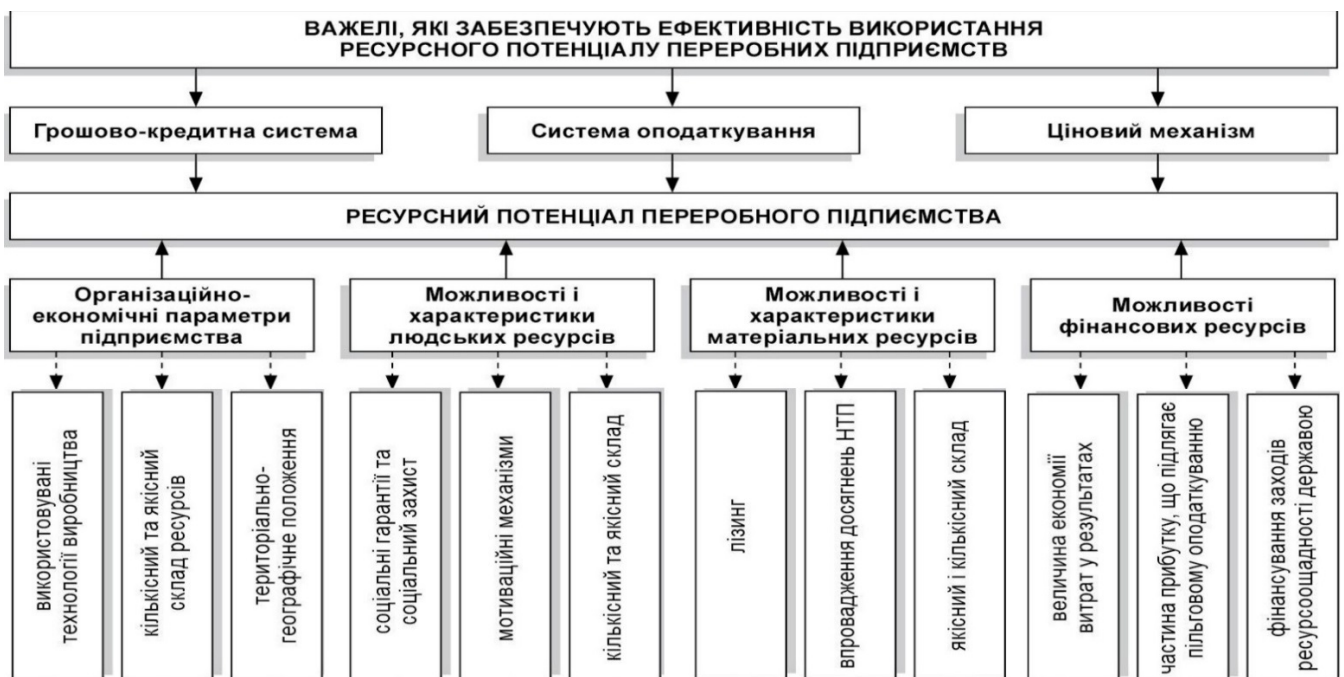 ВАЖЕЛІ, ЯКІ ЗАБЕЗПЕЧУЮТЬ ЕФЕКТИВНІСТЬ ВИКОРИСТАННЯ
РЕСУРСНОГО ПОТЕНЦІАЛУ ПЕРЕРОБНИХ ПІДПРИЄМСТВ
Грошово-кредитна система
Система оподаткування
Ціновий механізм
РЕСУРСНИЙ ПОТЕНЦІАЛ ПЕРЕРОБНОГО ПІДПИЄМСТВА
Організаційно-
економічні параметри
підприємства
Можливості і
характеристики
людських ресурсів
Можливості і
характеристики
матеріальних ресурсів
Можливості
фінансових ресурсів
використовувані
технології виробництва
кількісний та якісний
склад ресурсів
територіально-
географічне положення
соціальні гарантії та
соціальний захист
мотиваційні механізми
кількісний та якісний склад
лізинг
впровадження досягнень НТП
якісний і кількісний склад
величина економії
витрат у результатах
частина прибутку, що підлягає
пільговому оподаткуванню
фінансування заходів
ресурсоощадності державою